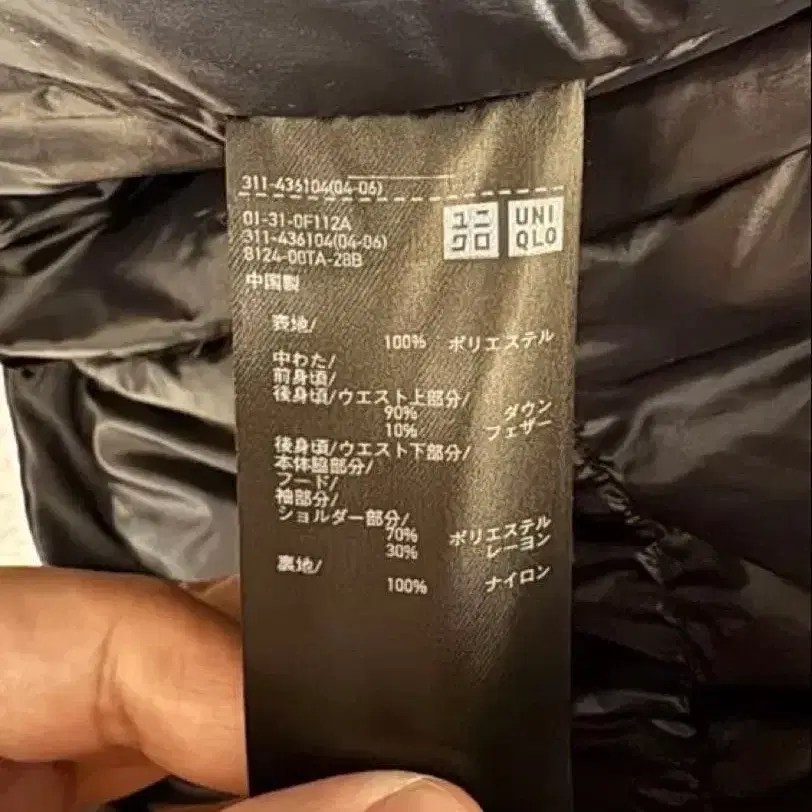 311-436104(04-06)
01-31-0F112A
311-436104(04-06)
8124-00TA-28B
中国製
ユニ
クロ
UNI
QLO
表地/
100% ポリエステル
中わた/
前身頃/
後身頃/ウエスト上部分/
90% ダウン
10% フェザー
後身頃/ウエスト下部分/
本体脇部分/
フード/
袖部分/
ショルダー部分/
70% ポリエステル
30% レーヨン
裏地/
100% ナイロン